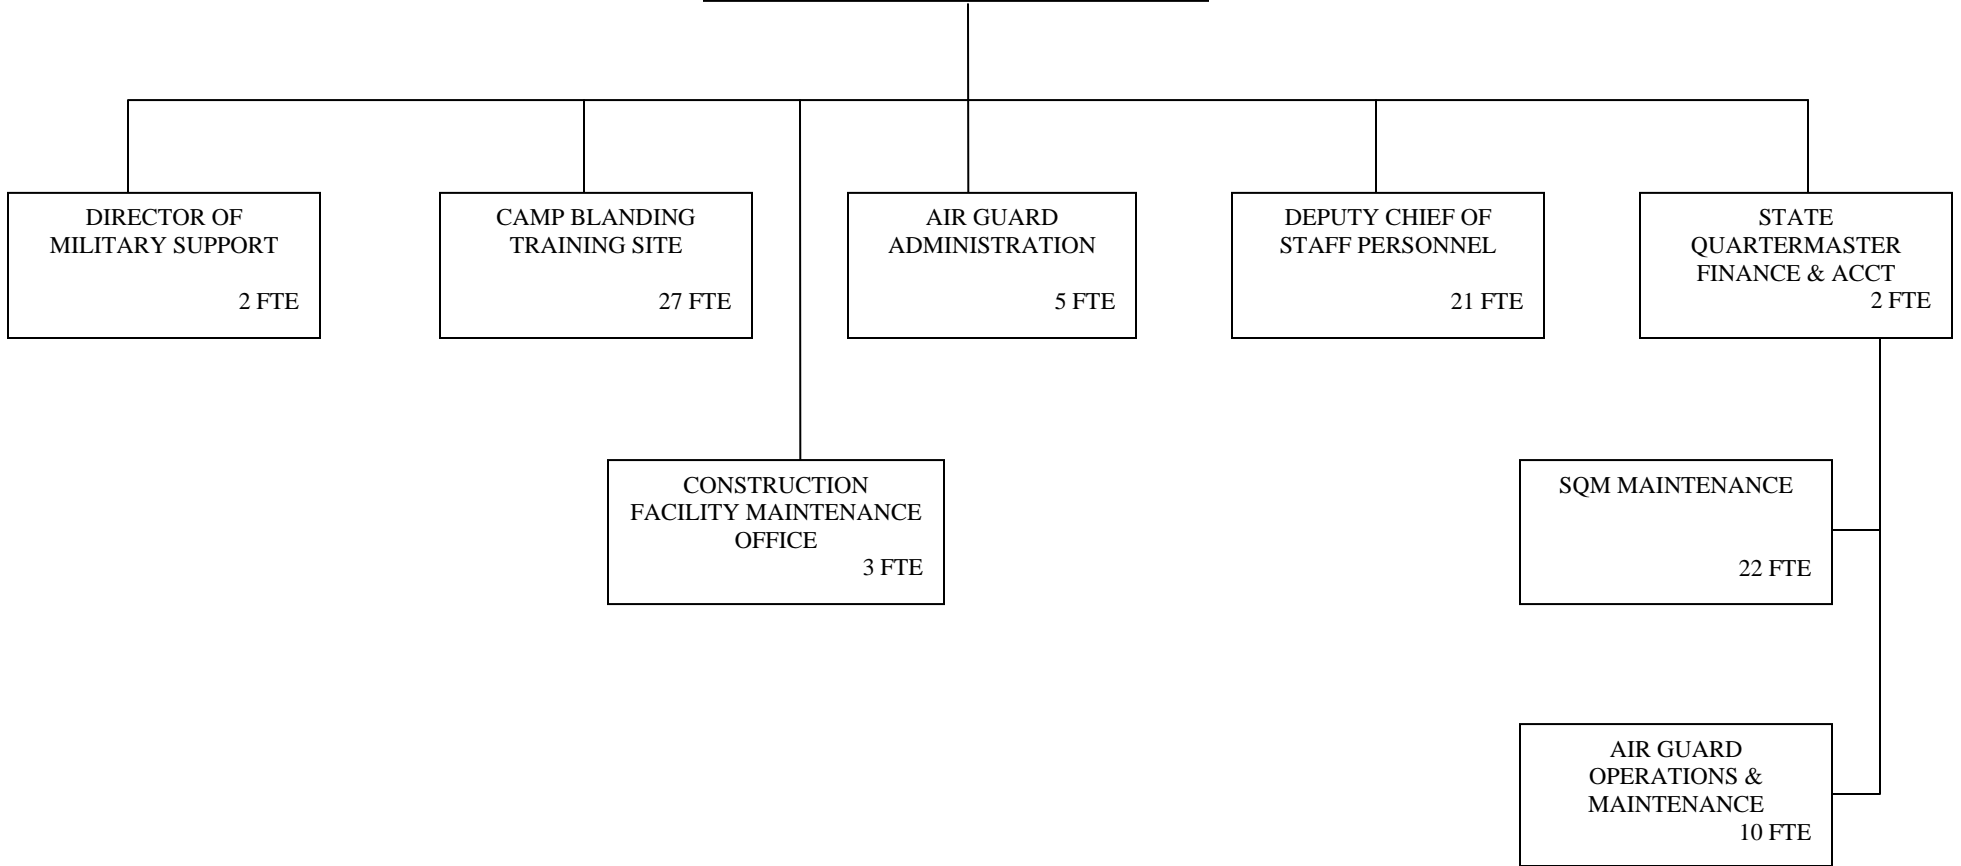 DIRECTOR OF
MILITARY SUPPORT
2 FTE
CAMP BLANDING
TRAINING SITE
27 FTE
AIR GUARD
ADMINISTRATION
5 FTE
DEPUTY CHIEF OF
STAFF PERSONNEL
21 FTE
STATE
QUARTERMASTER
FINANCE & ACCT
2 FTE
CONSTRUCTION
FACILITY MAINTENANCE
OFFICE
3 FTE
SQM MAINTENANCE
22 FTE
AIR GUARD
OPERATIONS &
MAINTENANCE
10 FTE